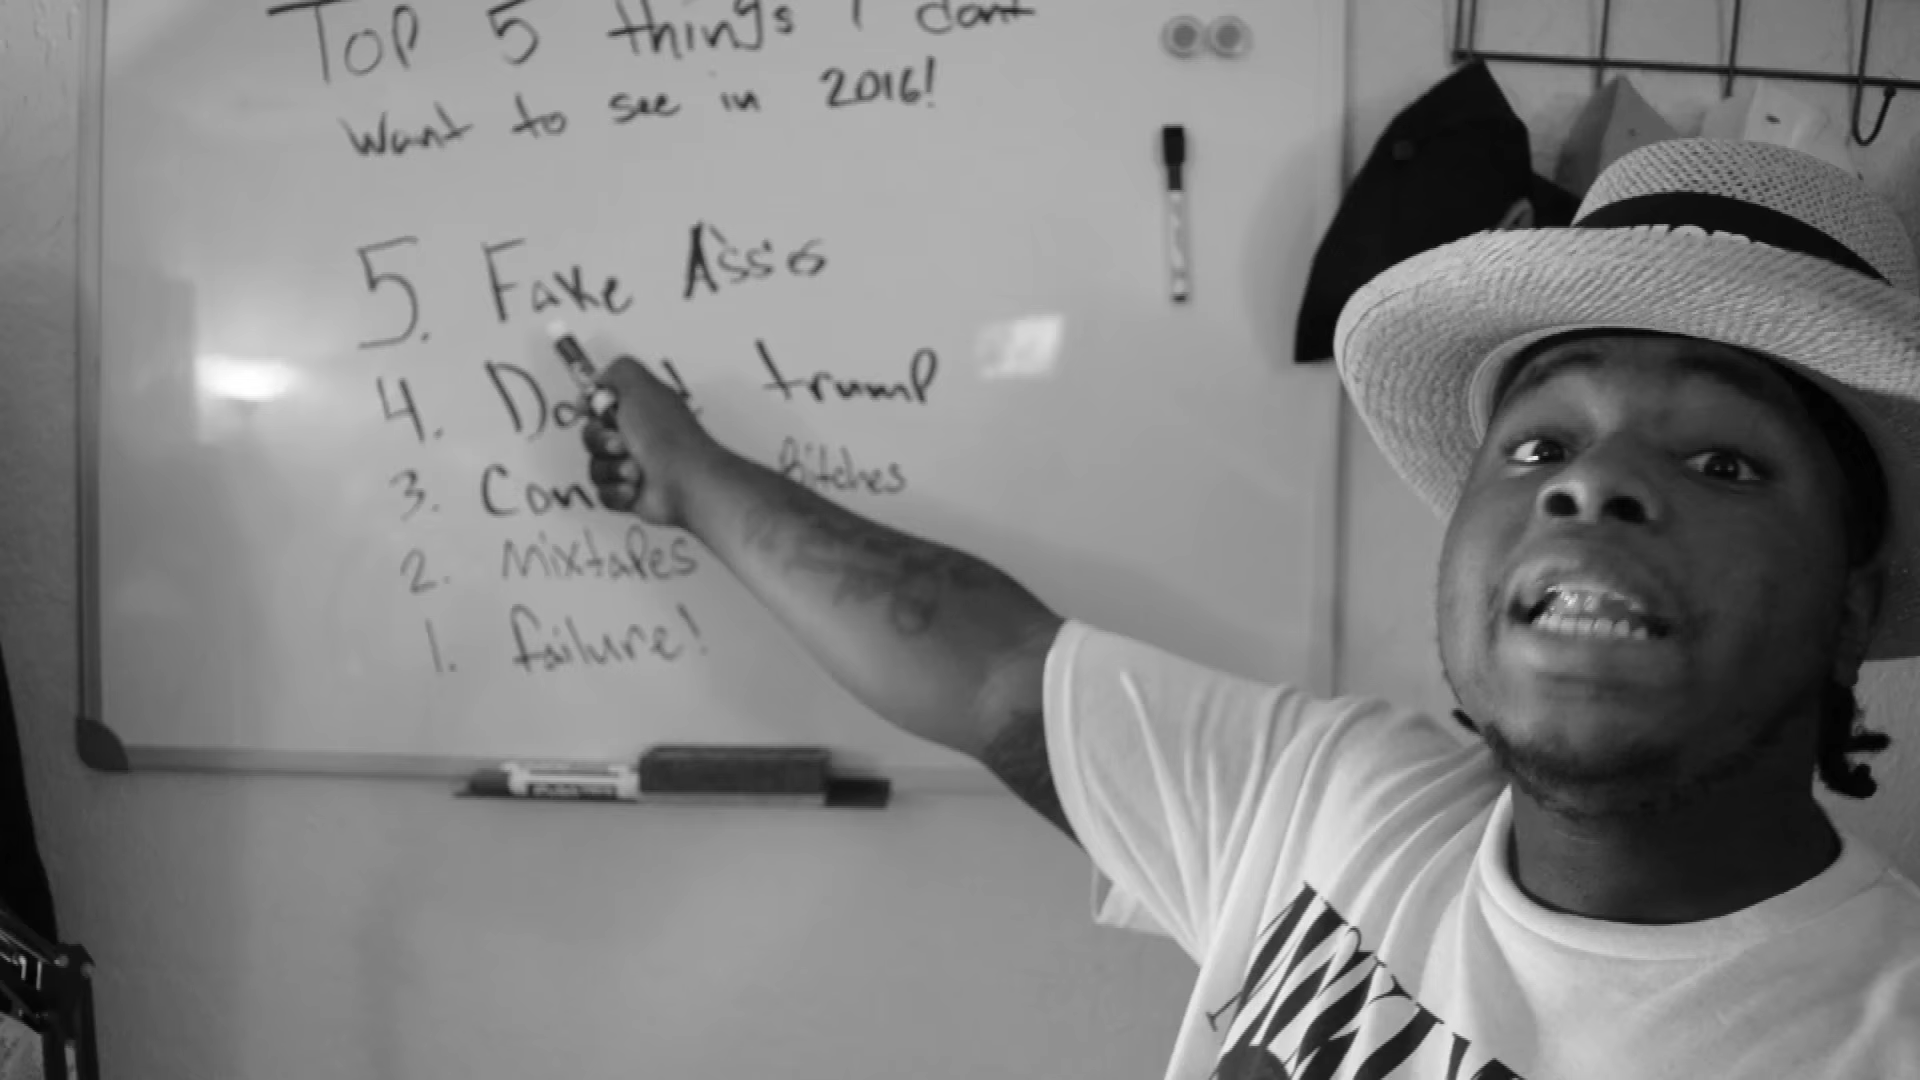 Top 5 things I dont
want to see in 2016!
5. Fake Ass's
4. trump
3. Bitches
2. mixtapes
1. failure!